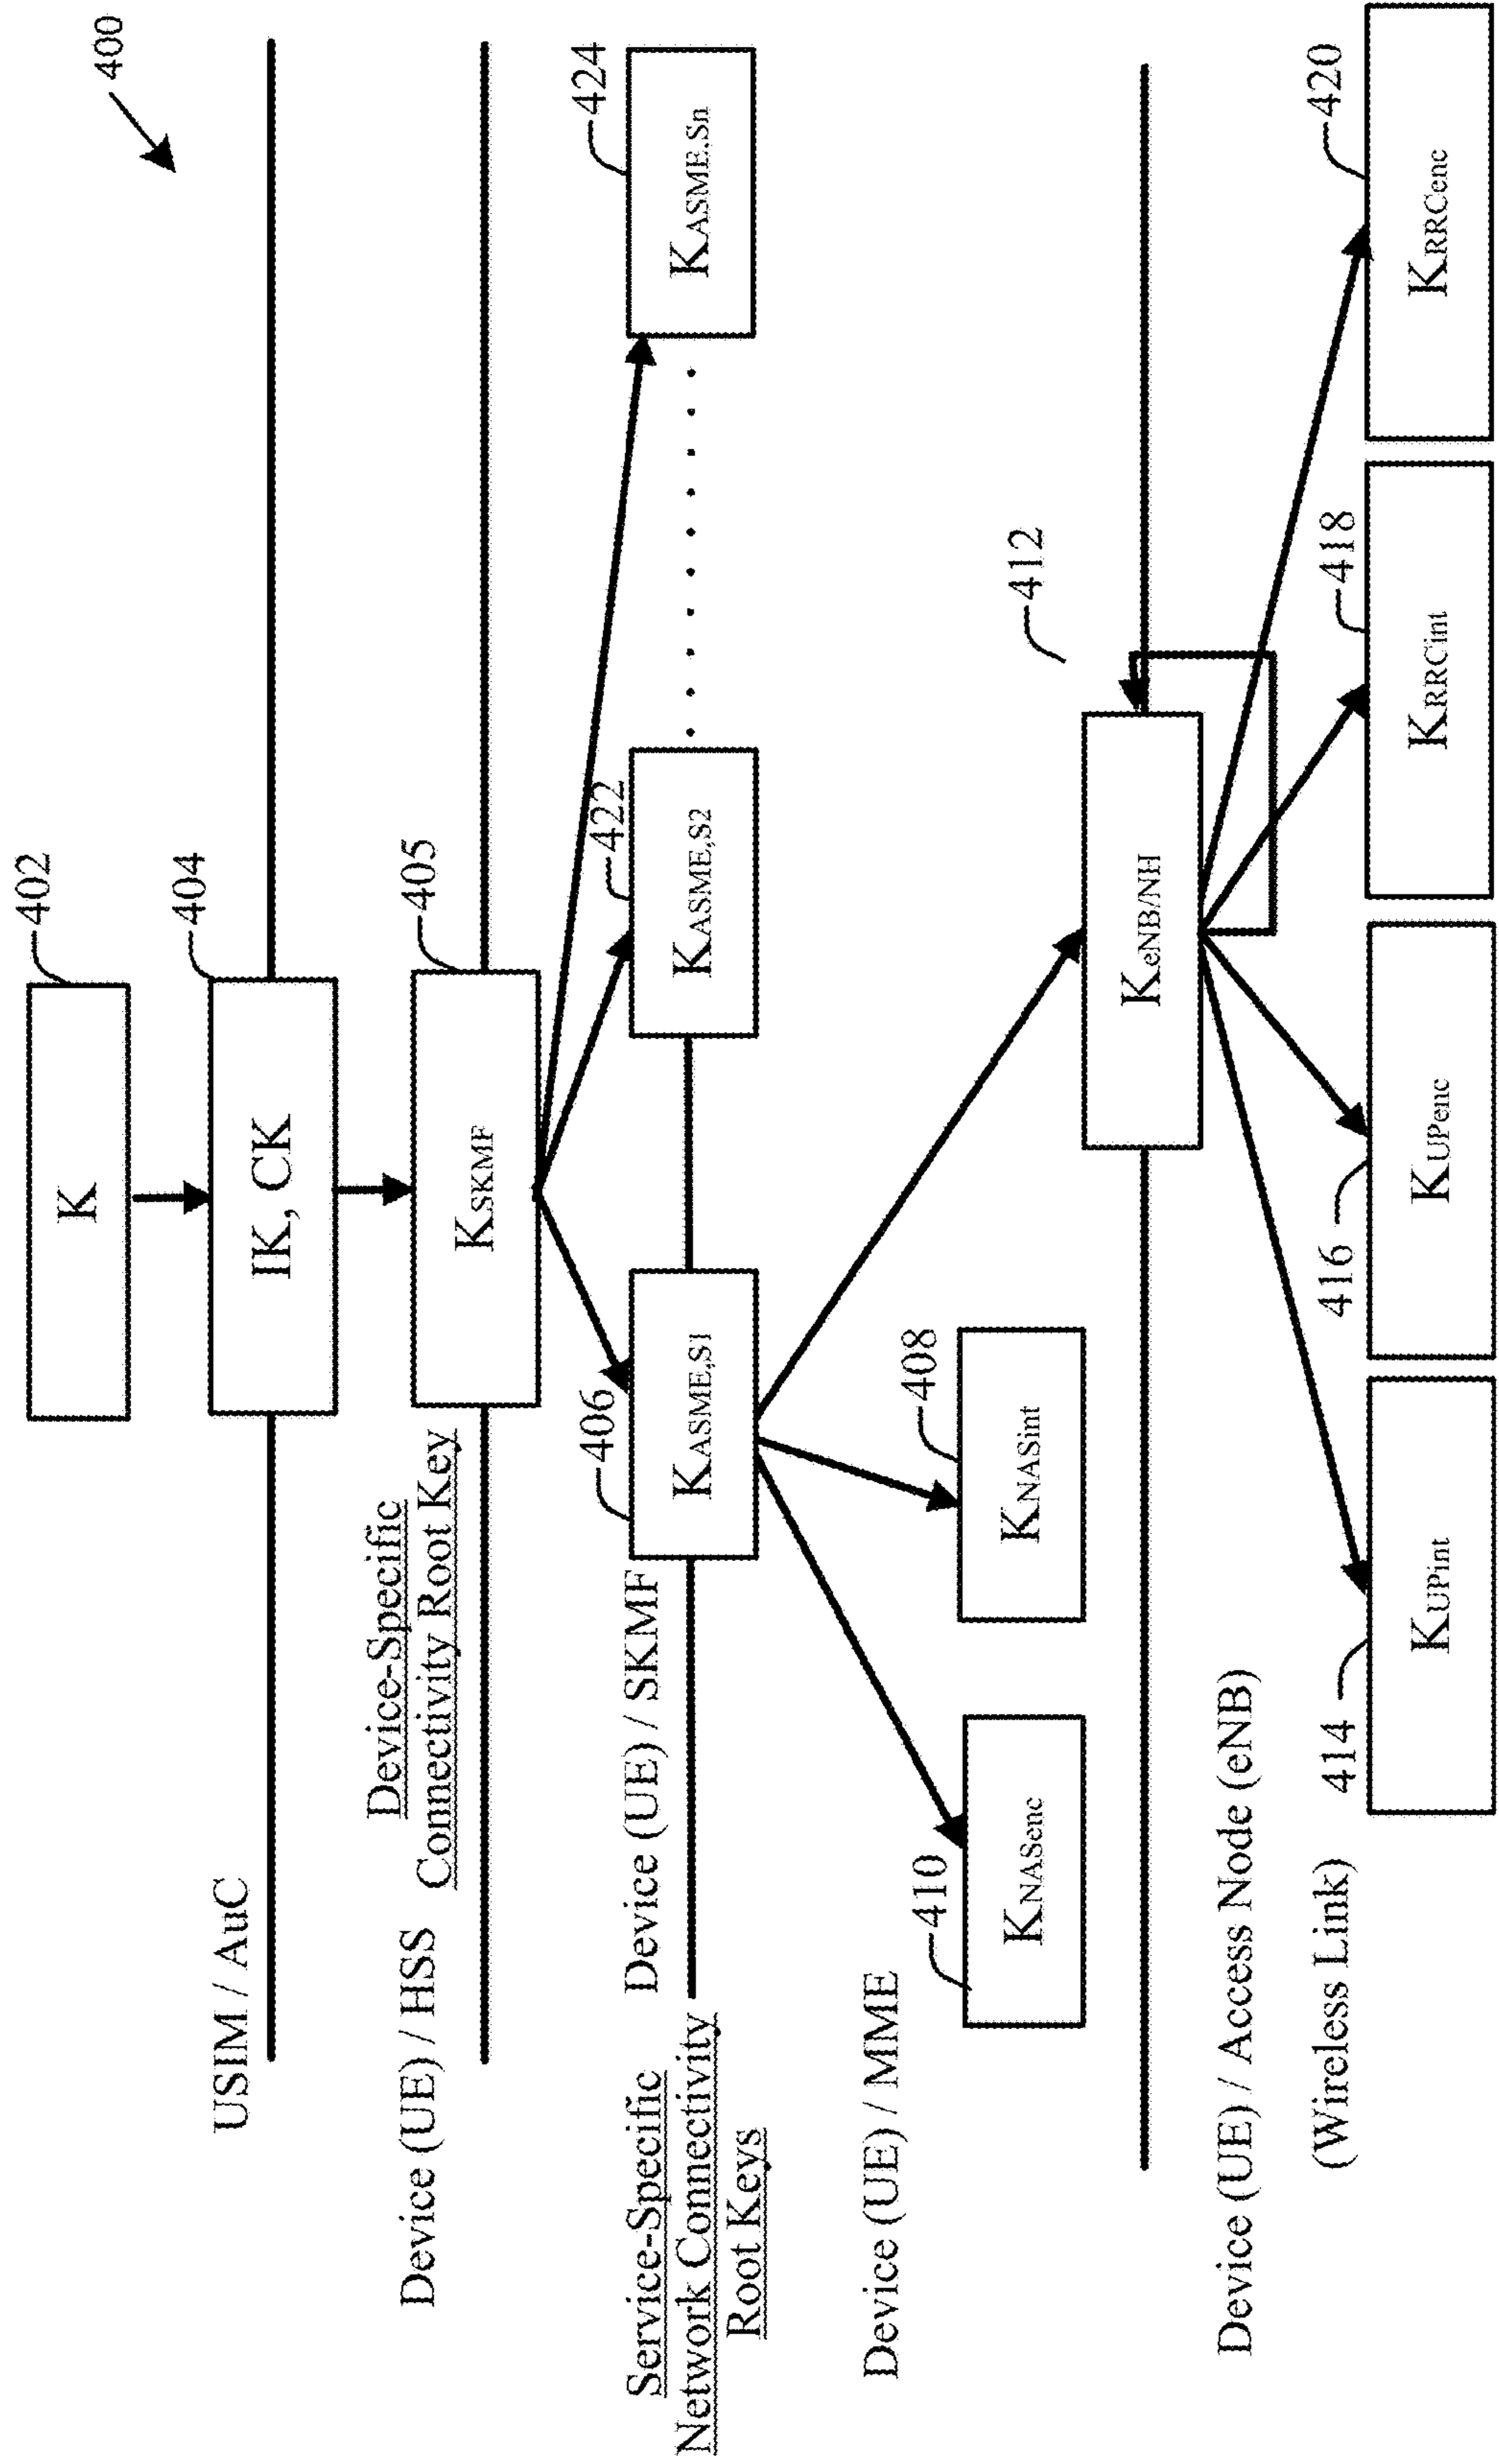 400
402
K
404
IK, CK
USIM / AuC
405
KSKMF
Device-Specific
Connectivity Root Key
Device (UE) / HSS
406
KASME,S1
422
KASME,S2
. . . . . . . . . .
424
KASME,Sn
Device (UE) / SKMF
Service-Specific
Network Connectivity
Root Keys
Device (UE) / MME
410
KNASenc
408
KNASint
412
KeNB/NH
Device (UE) / Access Node (eNB)
(Wireless Link)
414
KUPint
416
KUPenc
418
KRRCint
420
KRRCenc